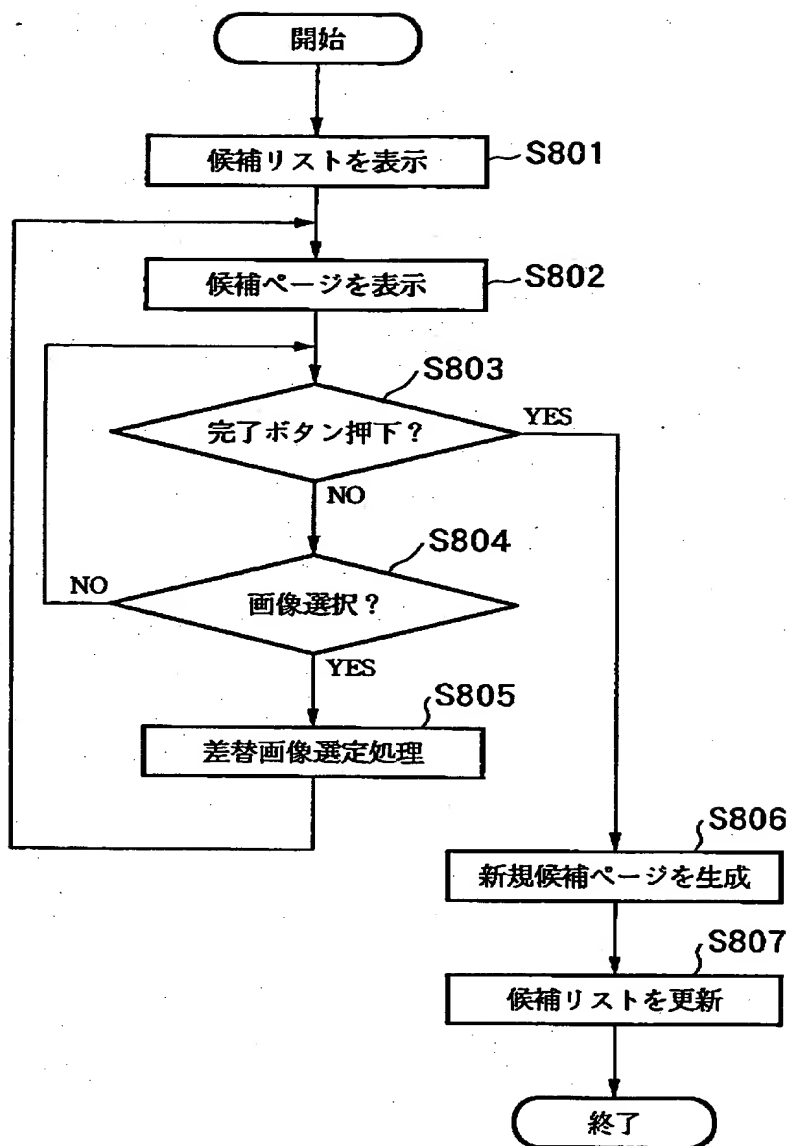 開始
候補リストを表示
S801
候補ページを表示
S802
S803
完了ボタン押下？
YES
NO
S804
画像選択？
NO
YES
S805
差替画像選定処理
S806
新規候補ページを生成
S807
候補リストを更新
終了